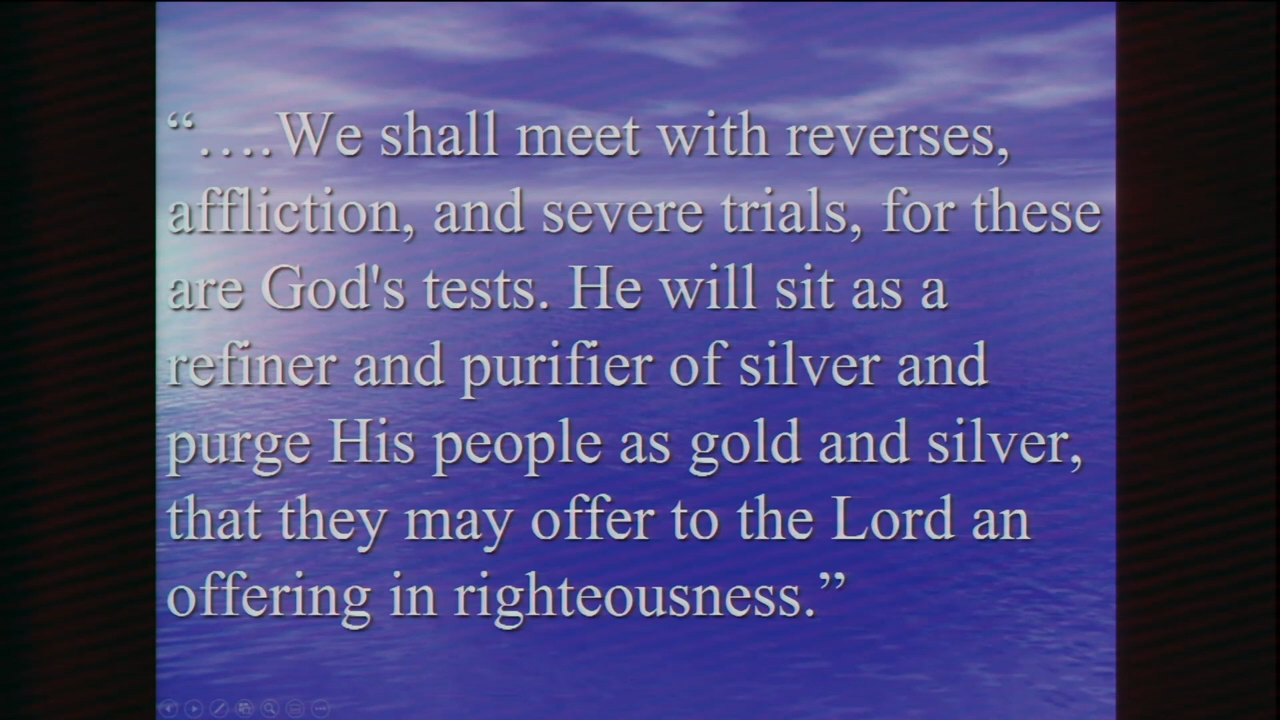 “….We shall meet with reverses,
affliction, and severe trials, for these
are God's tests. He will sit as a
refiner and purifier of silver and
purge His people as gold and silver,
that they may offer to the Lord an
offering in righteousness.”